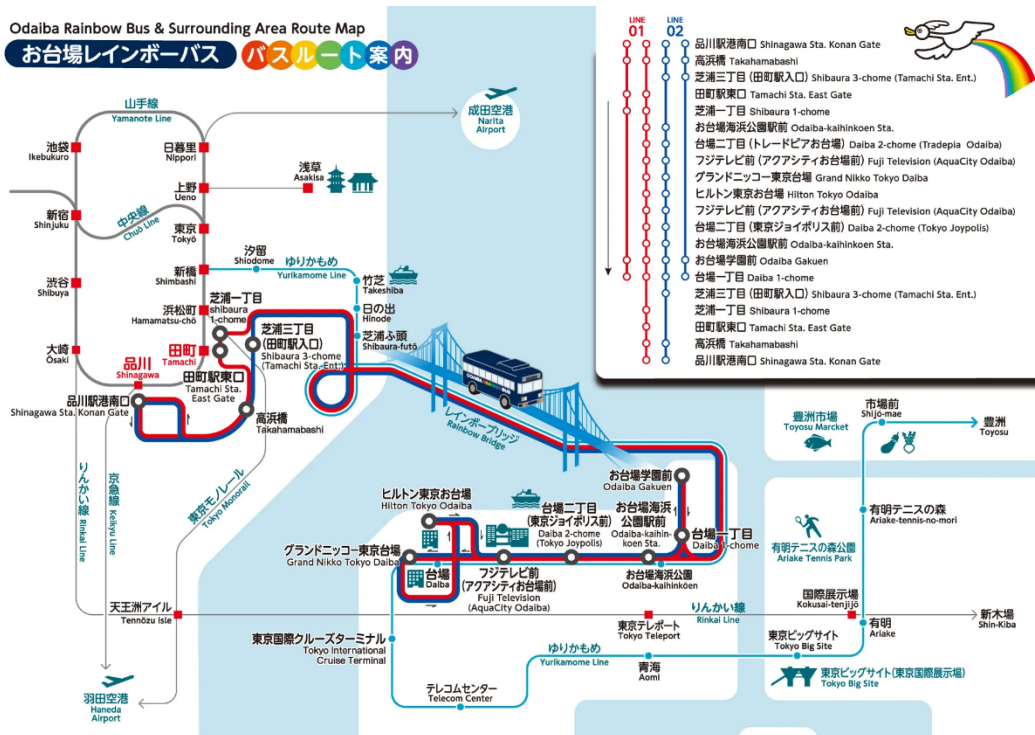 Odaiba Rainbow Bus & Surrounding Area Route Map
お台場レインボーバス バスルート案内
LINE 01
LINE 02
品川駅港南口 Shinagawa Sta. Konan Gate
高浜橋 Takahamabashi
芝浦三丁目(田町駅入口) Shibaura 3-chome (Tamachi Sta. Ent.)
田町駅東口 Tamachi Sta. East Gate
芝浦一丁目 Shibaura 1-chome
お台場海浜公園駅前 Odaiba-kaihinkoen Sta.
台場二丁目(トレードピアお台場) Daiba 2-chome (Tradepia Odaiba)
フジテレビ前(アクアシティお台場前) Fuji Television (AquaCity Odaiba)
グランドニッコー東京台場 Grand Nikko Tokyo Daiba
ヒルトン東京お台場 Hilton Tokyo Odaiba
フジテレビ前(アクアシティお台場前) Fuji Television (AquaCity Odaiba)
台場二丁目(東京ジョイポリス前) Daiba 2-chome (Tokyo Joypolis)
お台場海浜公園駅前 Odaiba-kaihinkoen Sta.
お台場学園前 Odaiba Gakuen
台場一丁目 Daiba 1-chome
芝浦三丁目(田町駅入口) Shibaura 3-chome (Tamachi Sta. Ent.)
芝浦一丁目 Shibaura 1-chome
田町駅東口 Tamachi Sta. East Gate
高浜橋 Takahamabashi
品川駅港南口 Shinagawa Sta. Konan Gate
山手線
Yamanote Line
成田空港
Narita
Airport
池袋
Ikebukuro
日暮里
Nippori
浅草
Asakisa
上野
Ueno
新宿
Shinjuku
中央線
Chuō Line
東京
Tokyō
汐留
Shiodome
ゆりかもめ
Yurikamome Line
新橋
Shimbashi
竹芝
Takeshiba
渋谷
Shibuya
浜松町
Hamamatsu-chō
芝浦一丁目
shibaura
1-chome
日の出
Hinode
芝浦三丁目
(田町駅入口)
Shibaura 3-chome
(Tamachi Sta. Ent.)
芝浦ふ頭
Shibaura-futō
大崎
Osaki
田町
Tamachi
品川
Shinagawa
田町駅東口
Tamachi Sta.
East Gate
品川駅港南口
Shinagawa Sta. Konan Gate
高浜橋
Takahamabashi
レインボーブリッジ
Rainbow Bridge
豊洲市場
Toyosu Marcket
市場前
Shijō-mae
豊洲
Toyosu
りんかい線
Rinkai Line
京急線 Keikyu Line
東京モノレール
Tokyo Monorail
お台場学園前
Odaiba Gakuen
ヒルトン東京お台場
Hilton Tokyo Odaiba
台場二丁目
(東京ジョイポリス前)
Daiba 2-chome
(Tokyo Joypolis)
お台場海浜
公園駅前
Odaiba-kaihin-
koen Sta.
台場一丁目
Daiba 1-chome
有明テニスの森
Ariake-tennis-no-mori
有明テニスの森公園
Ariake Tennis Park
グランドニッコー東京台場
Grand Nikko Tokyo Daiba
台場
Daiba
フジテレビ前
(アクアシティお台場前)
Fuji Television
(AquaCity Odaiba)
お台場海浜公園
Odaiba-kaihinkōen
天王洲アイル
Tennōzu Isle
りんかい線
Rinkai Line
国際展示場
Kokusai-tenjijō
新木場
Shin-Kiba
東京テレポート
Tokyo Teleport
有明
Ariake
東京国際クルーズターミナル
Tokyo International
Cruise Terminal
ゆりかもめ
Yurikamome Line
青海
Aomi
東京ビッグサイト
Tokyo Big Site
東京ビッグサイト(東京国際展示場)
Tokyo Big Site
テレコムセンター
Telecom Center
羽田空港
Haneda
Airport